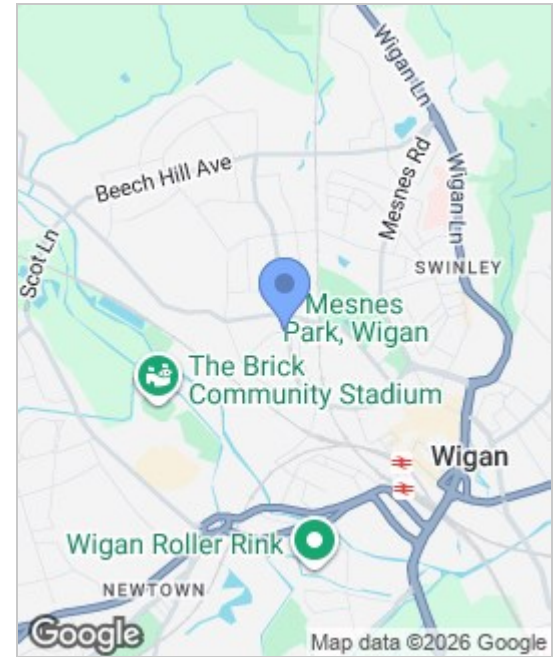 Wigan Ln
Beech Hill Ave
Mesnes Rd
Wigan Ln
Scot Ln
SWINLEY
Mesnes
Park, Wigan
The Brick
Community Stadium
Wigan
Wigan Roller Rink
NEWTOWN
Google
Map data ©2026 Google